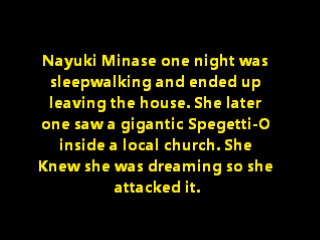 Nayuki Minase one night was
sleepwalking and ended up
leaving the house. She later
one saw a gigantic Spegetti-O
inside a local church. She
Knew she was dreaming so she
attacked it.